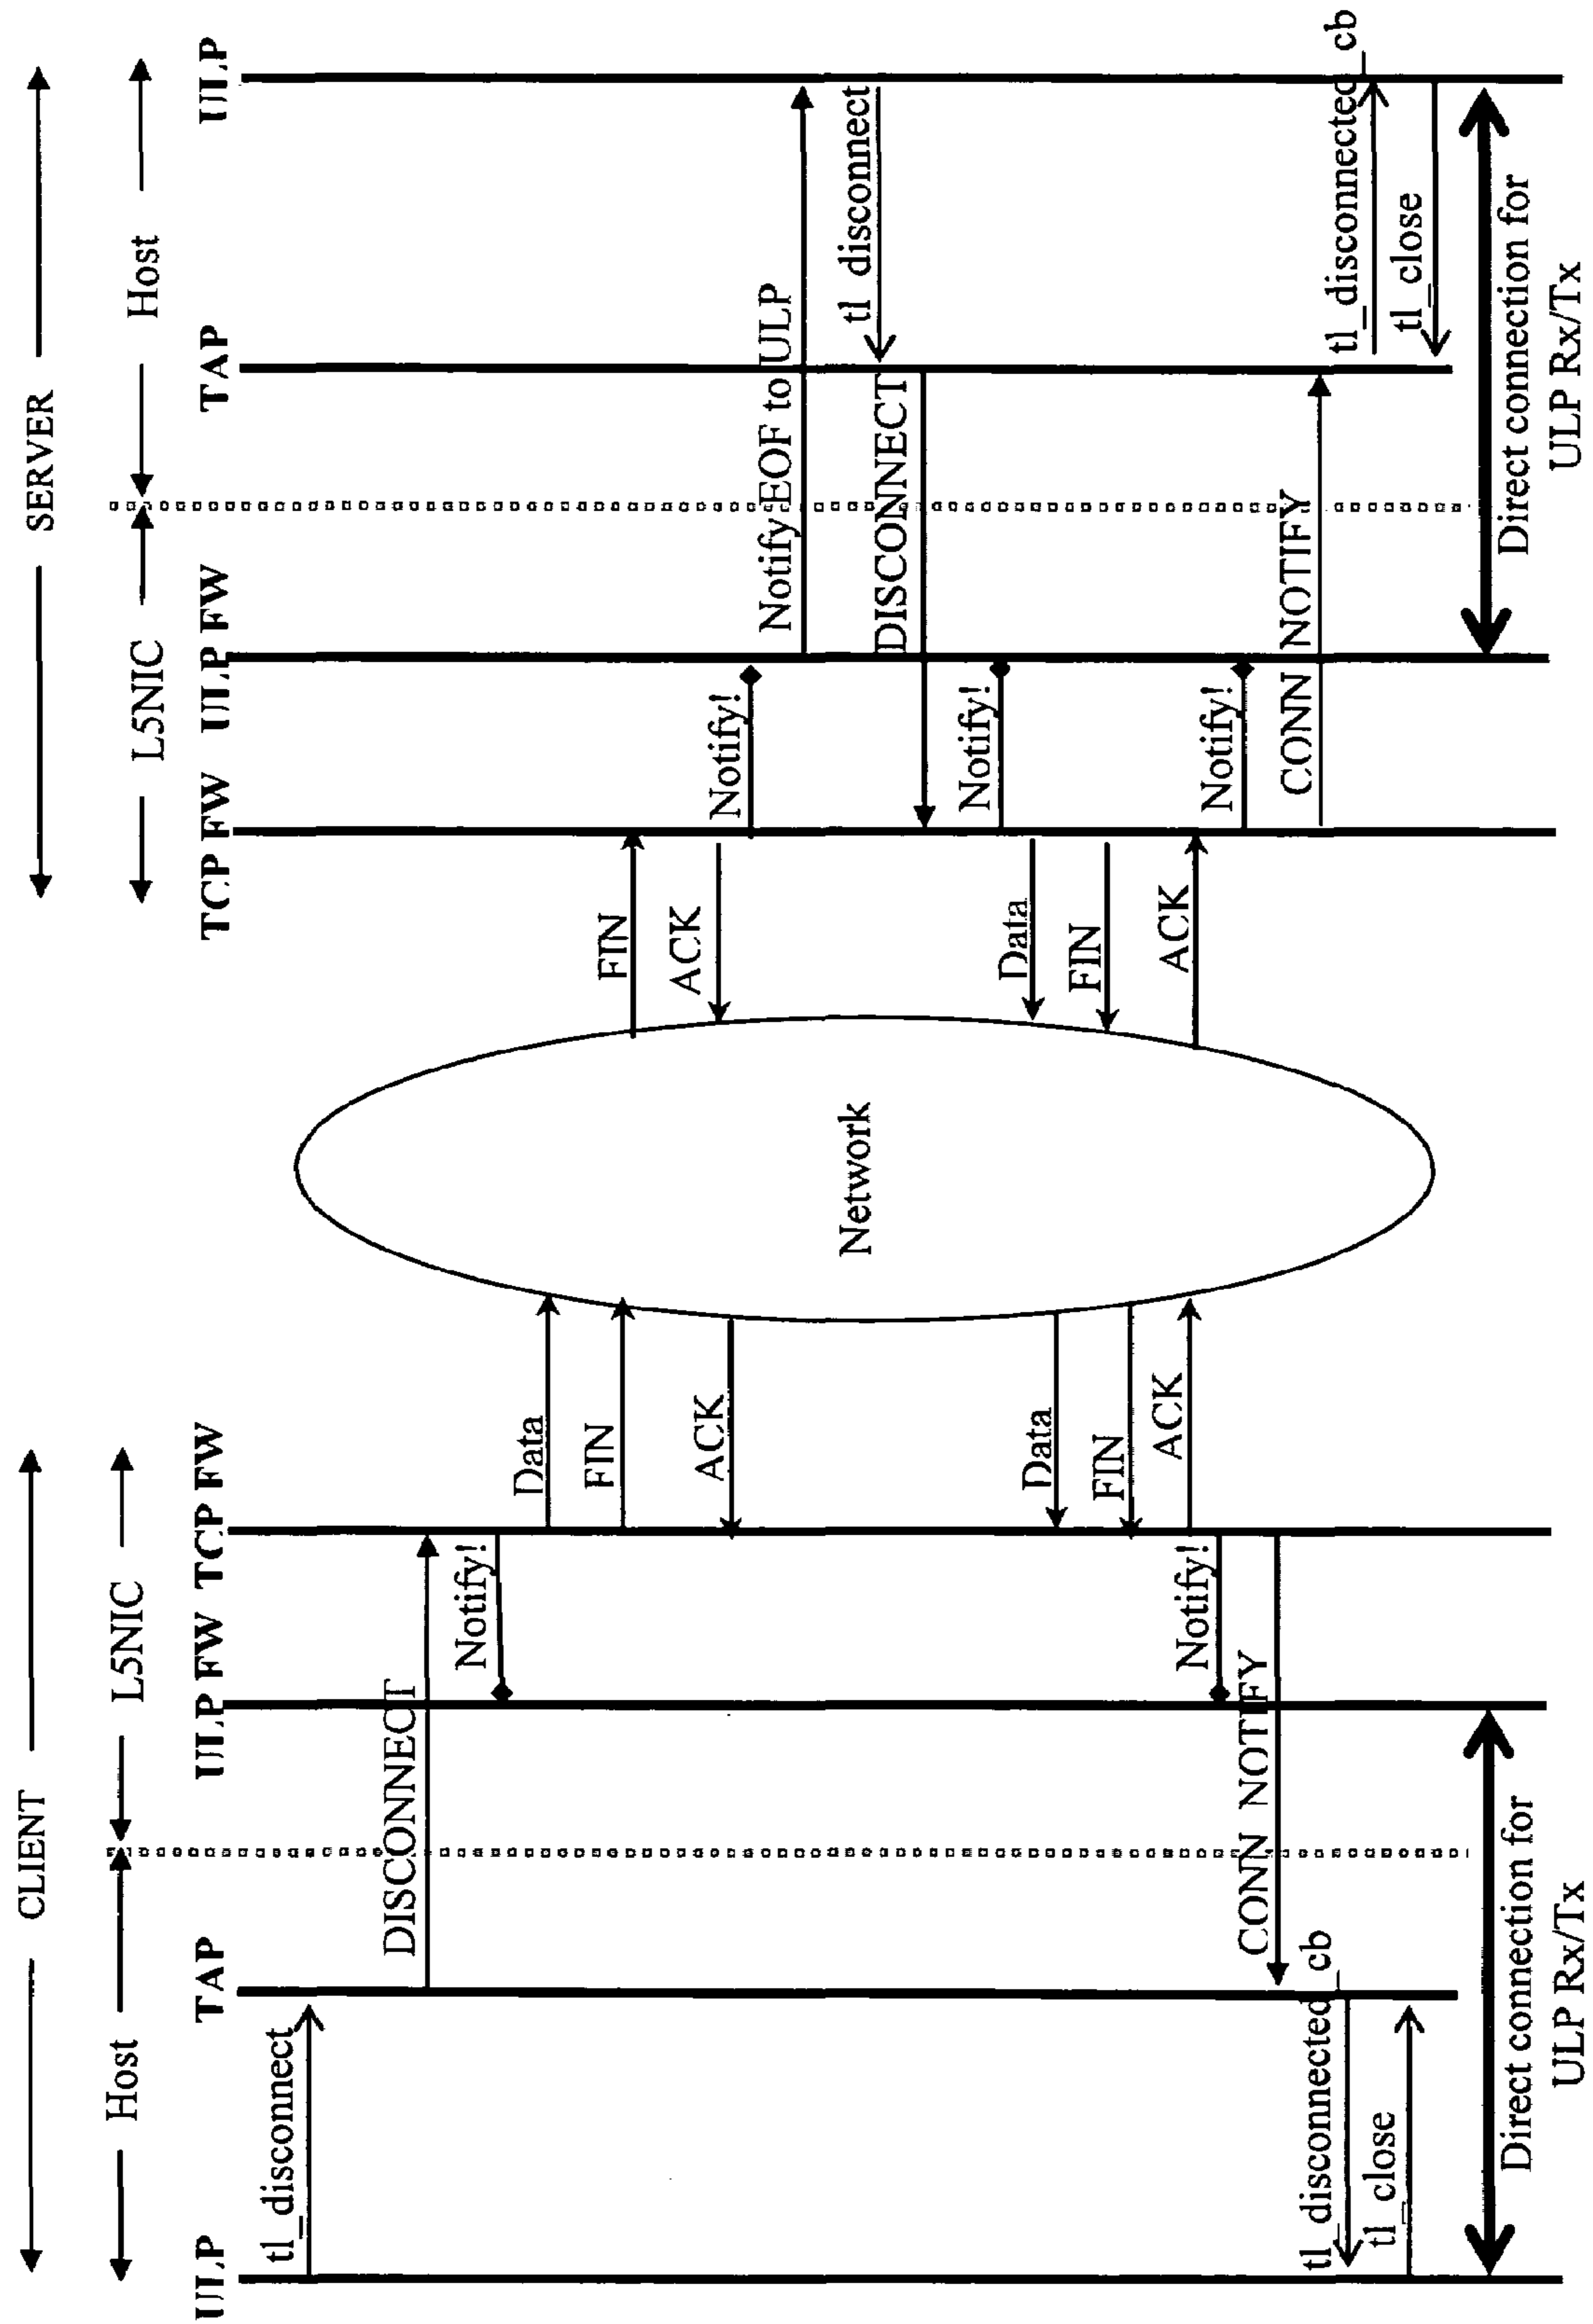 CLIENT
SERVER
Host
L5NIC
L5NIC
Host
ULP
TAP
ULP FW
TCP FW
TCP FW
ULP FW
TAP
ULP
tl_disconnect
DISCONNECT
Notify!
Data
FIN
FIN
ACK
ACK
Notify!
Notify EOF to ULP
tl disconnect
DISCONNECT
Notify!
Network
Data
Data
FIN
FIN
ACK
ACK
Notify!
Notify!
CONN NOTIFY
CONN NOTIFY
tl_disconnected_cb
tl_disconnected_cb
tl_close
tl_close
Direct connection for
ULP Rx/Tx
Direct connection for
ULP Rx/Tx